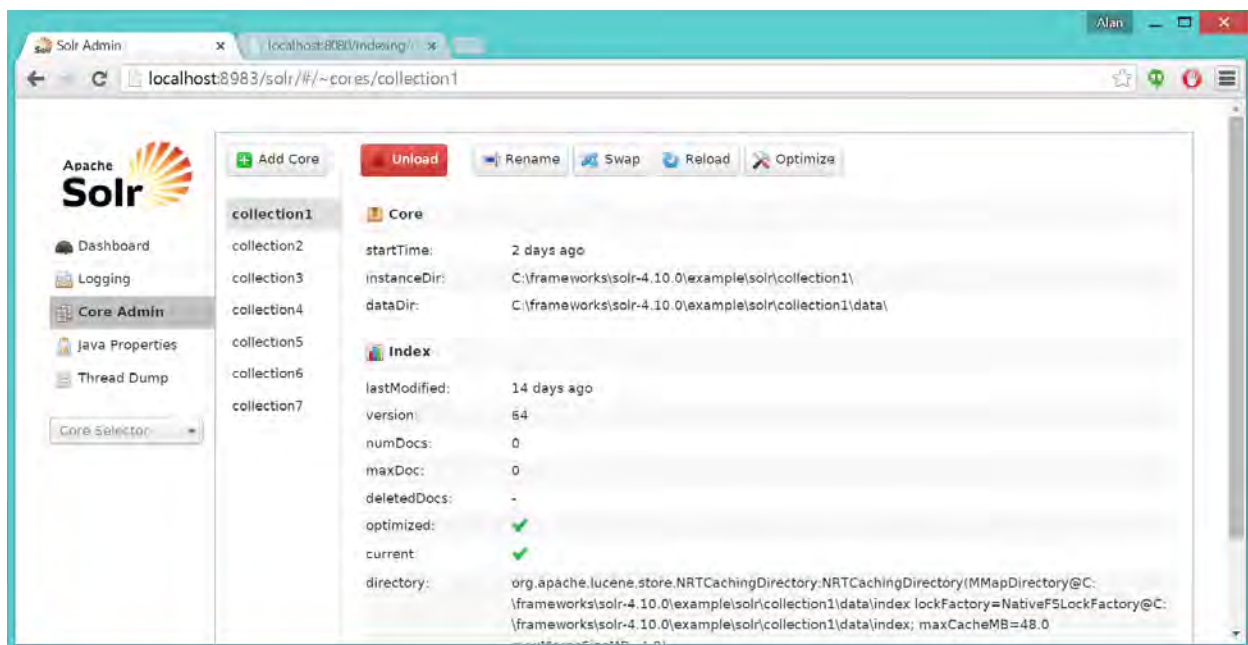 Alan
Solr Admin
localhost:8080/indexing/
localhost:8983/solr/#/~cores/collection1
Apache
Solr
Dashboard
Logging
Core Admin
Java Properties
Thread Dump
Core Selector
Add Core
Unload
Rename
Swap
Reload
Optimize
collection1
collection2
collection3
collection4
collection5
collection6
collection7
Core
startTime: 2 days ago
instanceDir: C:\frameworks\solr-4.10.0\example\solr\collection1\
dataDir: C:\frameworks\solr-4.10.0\example\solr\collection1\data\
Index
lastModified: 14 days ago
version: 64
numDocs: 0
maxDoc: 0
deletedDocs: -
optimized:
current:
directory: org.apache.lucene.store.NRTCachingDirectory:NRTCachingDirectory(MMapDirectory@C:
\frameworks\solr-4.10.0\example\solr\collection1\data\index lockFactory=NativeFSLockFactory@C:
\frameworks\solr-4.10.0\example\solr\collection1\data\index; maxCacheMB=48.0